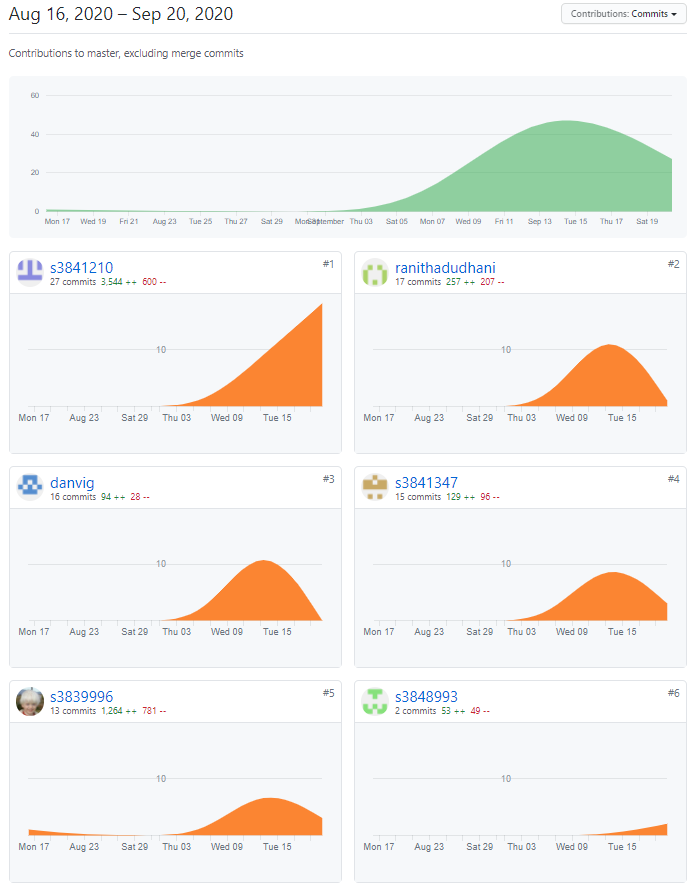 Aug 16, 2020 – Sep 20, 2020
Contributions: Commits
Contributions to master, excluding merge commits
60
40
20
0
Mon 17 Wed 19 Fri 21 Aug 23 Tue 25 Thu 27 Sat 29 Mon 31 September Thu 03 Sat 05 Mon 07 Wed 09 Fri 11 Sep 13 Tue 15 Thu 17 Sat 19
s3841210 #1
27 commits 3,544 ++ 600 --
10
Mon 17 Aug 23 Sat 29 Thu 03 Wed 09 Tue 15
ranithadudhani #2
17 commits 257 ++ 207 --
10
Mon 17 Aug 23 Sat 29 Thu 03 Wed 09 Tue 15
danvig #3
16 commits 94 ++ 28 --
10
Mon 17 Aug 23 Sat 29 Thu 03 Wed 09 Tue 15
s3841347 #4
15 commits 129 ++ 96 --
10
Mon 17 Aug 23 Sat 29 Thu 03 Wed 09 Tue 15
s3839996 #5
13 commits 1,264 ++ 781 --
10
Mon 17 Aug 23 Sat 29 Thu 03 Wed 09 Tue 15
s3848993 #6
2 commits 53 ++ 49 --
10
Mon 17 Aug 23 Sat 29 Thu 03 Wed 09 Tue 15